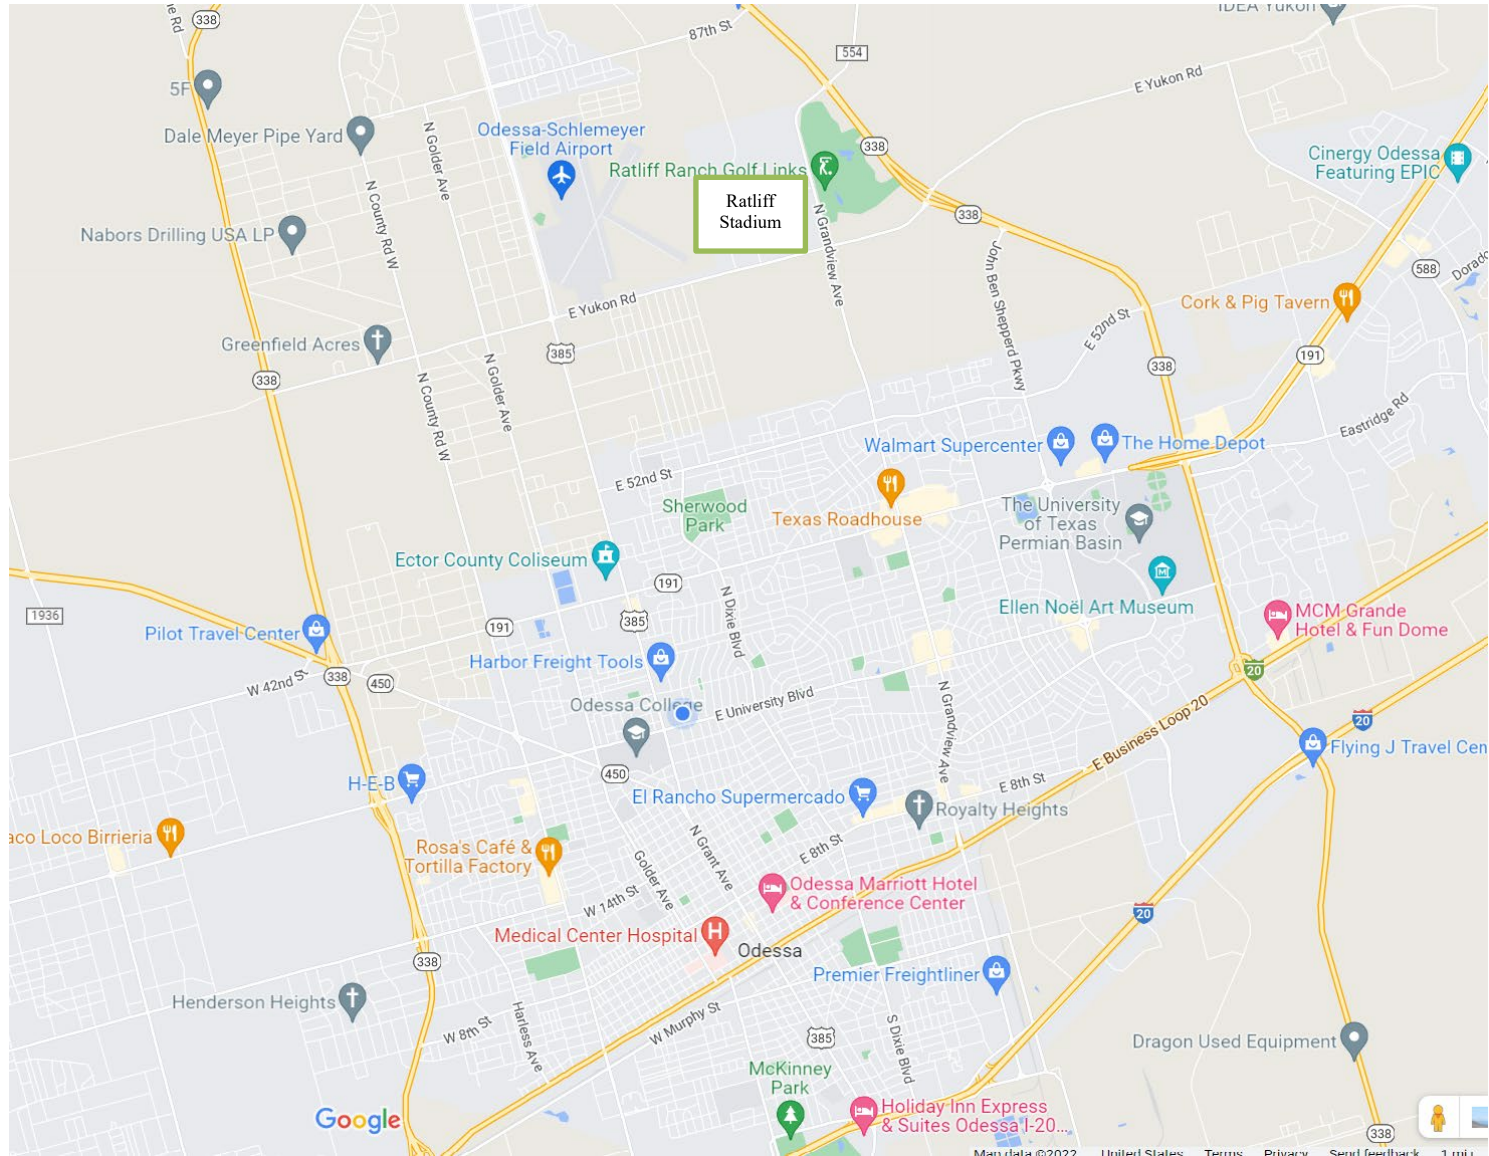 338
87th St
554
IDEA Yukon
5F
E Yukon Rd
Dale Meyer Pipe Yard
N Golder Ave
Odessa-Schlemeyer
Field Airport
338
Ratliff Ranch Golf Links
Cinergy Odessa
Featuring EPIC
Ratliff
Stadium
N County Rd W
N Grandview Ave
338
Nabors Drilling USA LP
John Ben Shepperd Pkwy
588
E Yukon Rd
Cork & Pig Tavern
E 52nd St
Greenfield Acres
385
191
338
338
N County Rd W
N Golder Ave
Eastridge Rd
Walmart Supercenter
The Home Depot
E 52nd St
Sherwood
Park
Texas Roadhouse
The University
of Texas
Permian Basin
Ector County Coliseum
191
N Dixie Blvd
Ellen Noël Art Museum
1936
Pilot Travel Center
191
385
MCM Grande
Hotel & Fun Dome
Harbor Freight Tools
W 42nd St
338
450
20
Odessa College
E University Blvd
N Grandview Ave
E Business Loop 20
20
Flying J Travel Cen
450
H-E-B
E 8th St
El Rancho Supermercado
Royalty Heights
aco Loco Birrieria
Rosa's Café &
Tortilla Factory
N Grant Ave
E 8th St
Golder Ave
W 14th St
Odessa Marriott Hotel
& Conference Center
20
Medical Center Hospital
Odessa
338
Premier Freightliner
Henderson Heights
Harless Ave
W 8th St
W Murphy St
385
S Dixie Blvd
Dragon Used Equipment
McKinney
Park
Google
Holiday Inn Express
& Suites Odessa I-20...
338
Map data ©2022 United States Terms Privacy Send feedback 1 mi